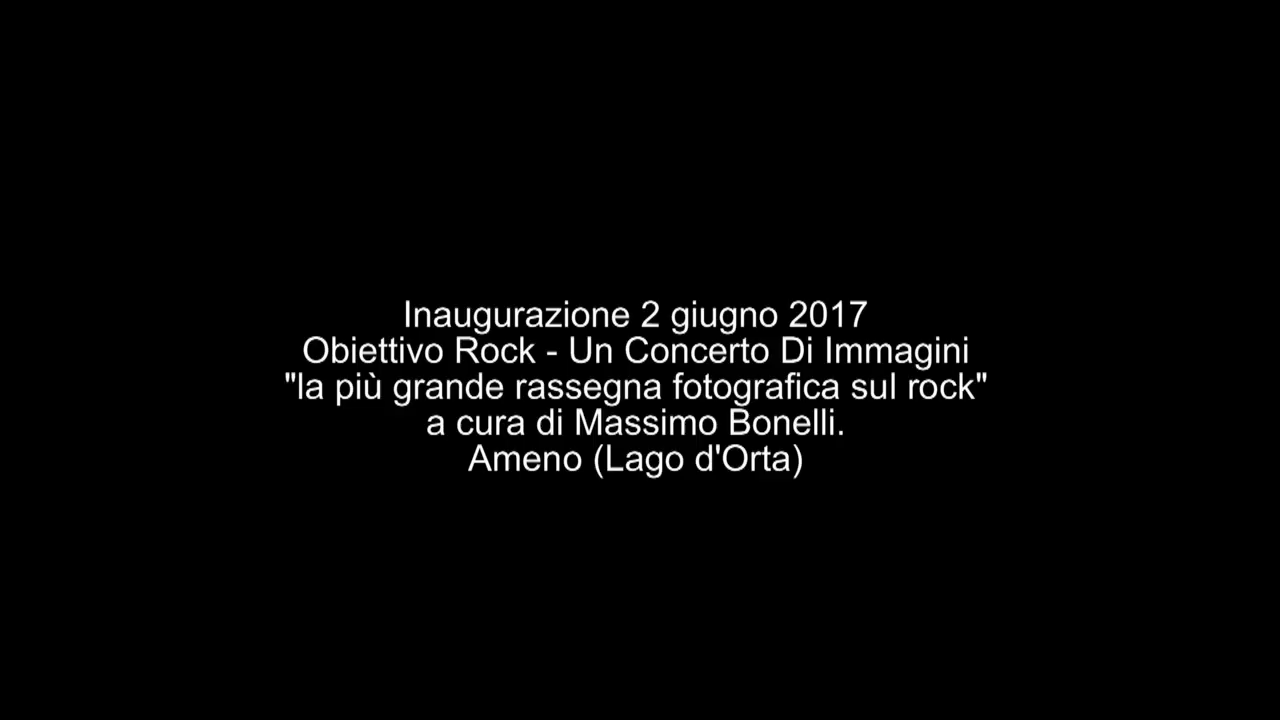 Inaugurazione 2 giugno 2017
Obiettivo Rock - Un Concerto Di Immagini
"la più grande rassegna fotografica sul rock"
a cura di Massimo Bonelli.
Ameno (Lago d'Orta)